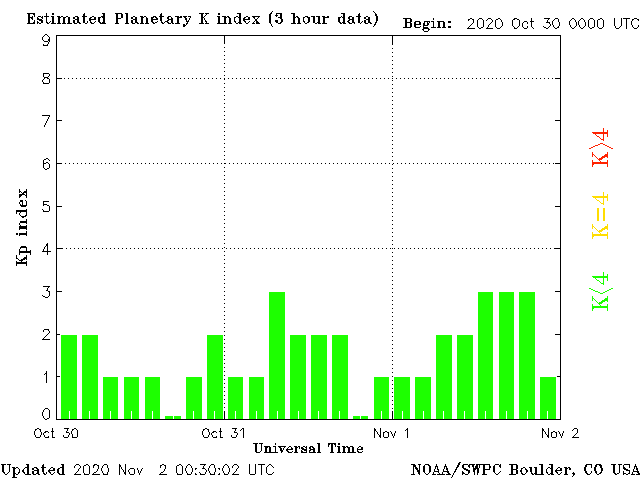 Estimated Planetary K index (3 hour data)
Begin: 2020 Oct 30 0000 UTC
9
8
7
6
5
4
3
2
1
0
Kp index
K>4
K=4
K<4
Oct 30
Oct 31
Nov 1
Nov 2
Universal Time
Updated 2020 Nov 2 00:30:02 UTC
NOAA/SWPC Boulder, CO USA